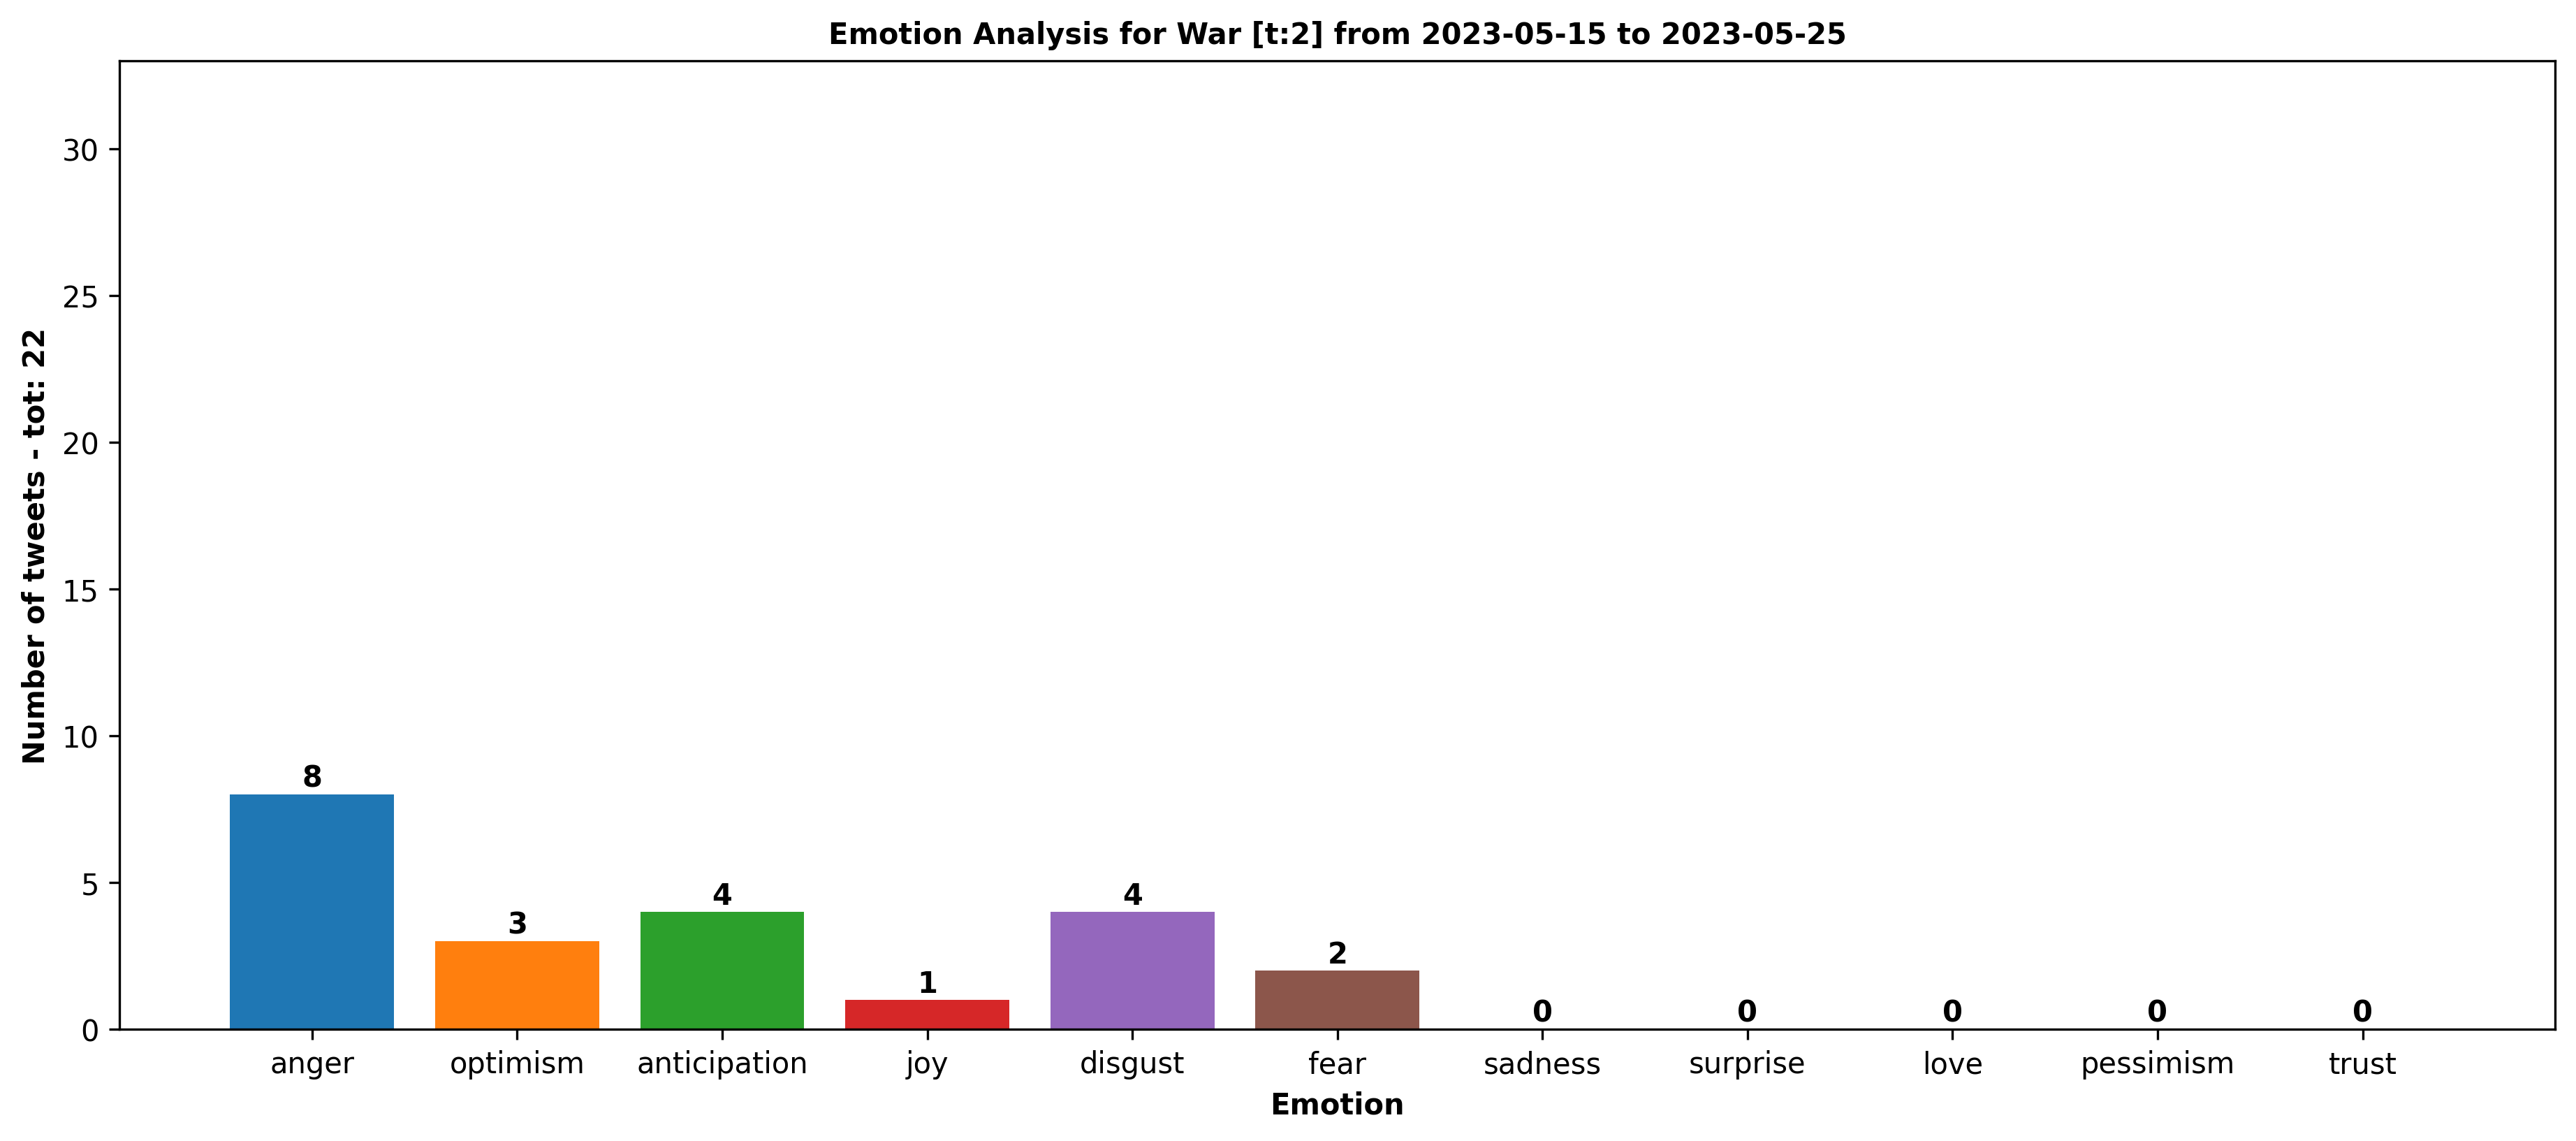 Emotion Analysis for War [t:2] from 2023-05-15 to 2023-05-25
Number of tweets - tot: 22
30
25
20
15
10
5
0
8
3
4
1
4
2
0
0
0
0
0
anger
optimism
anticipation
joy
disgust
fear
sadness
surprise
love
pessimism
trust
Emotion